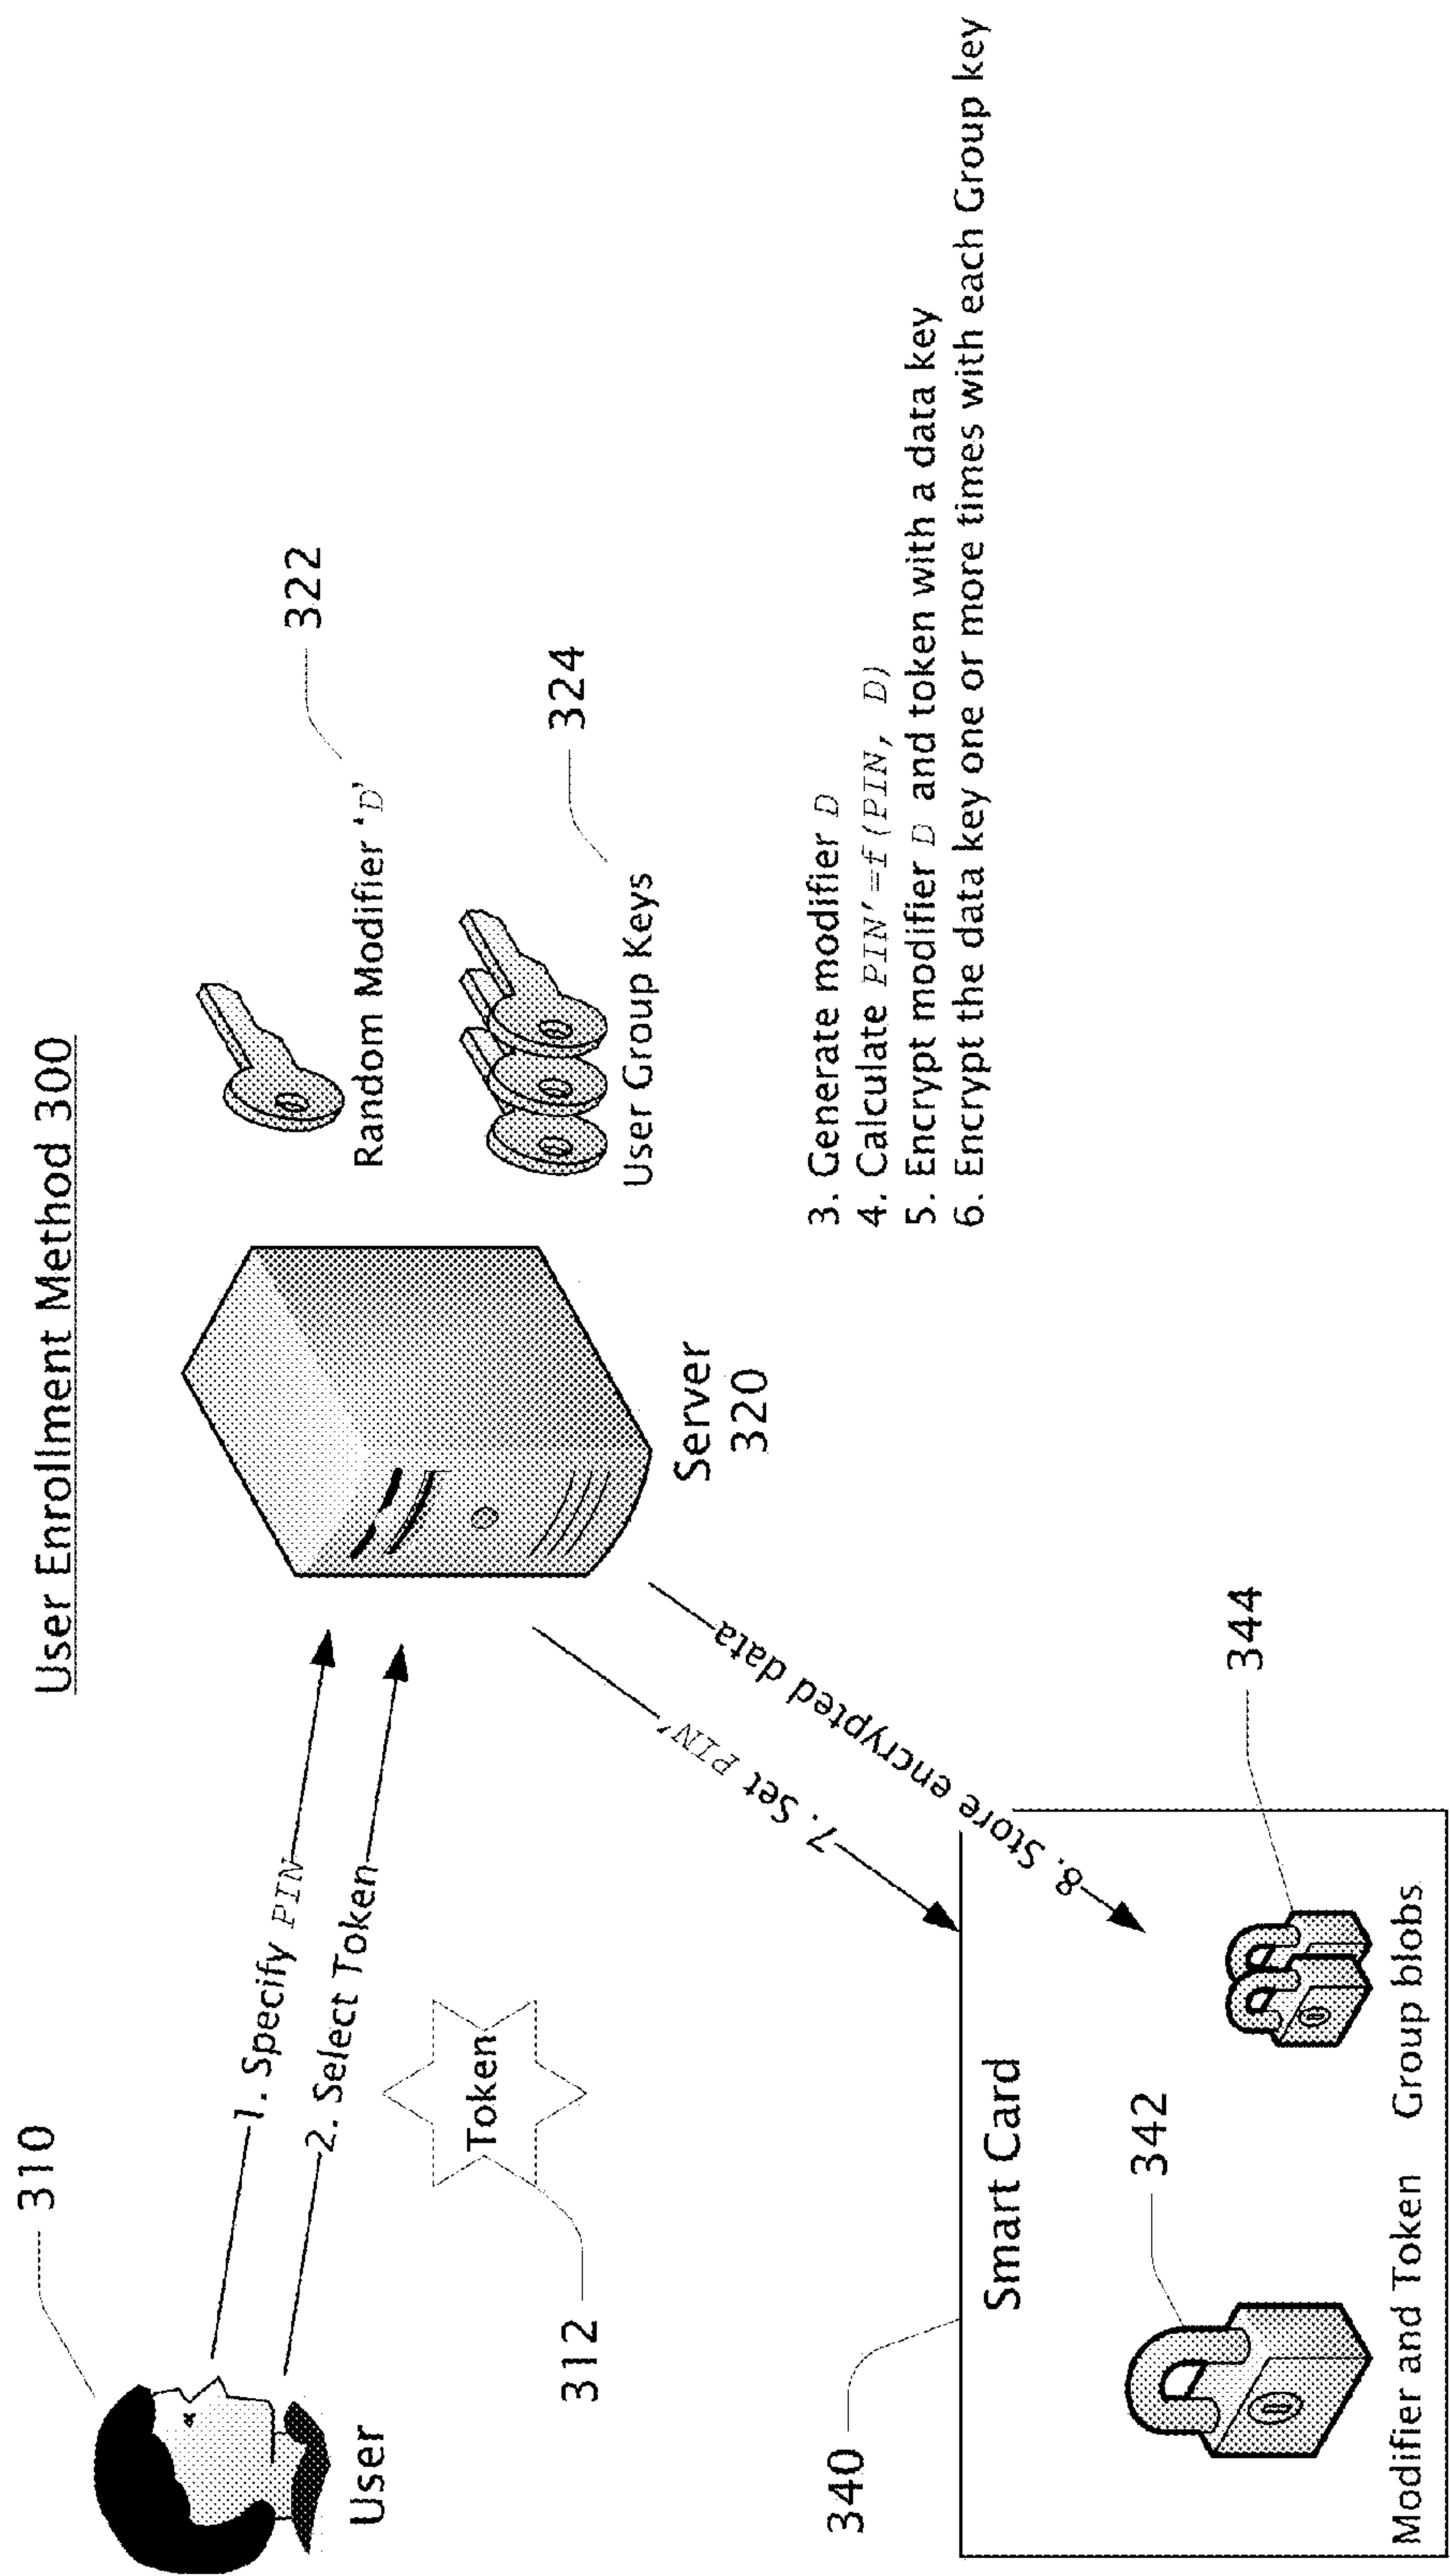 User Enrollment Method 300
310
User
1. Specify PIN
2. Select Token
Token
312
Server
320
322
Random Modifier 'D'
324
User Group Keys
3. Generate modifier D
4. Calculate PIN'=f(PIN, D)
5. Encrypt modifier D and token with a data key
6. Encrypt the data key one or more times with each Group key
7. Set PIN'
8. Store encrypted data
340
Smart Card
342
344
Modifier and Token
Group blobs